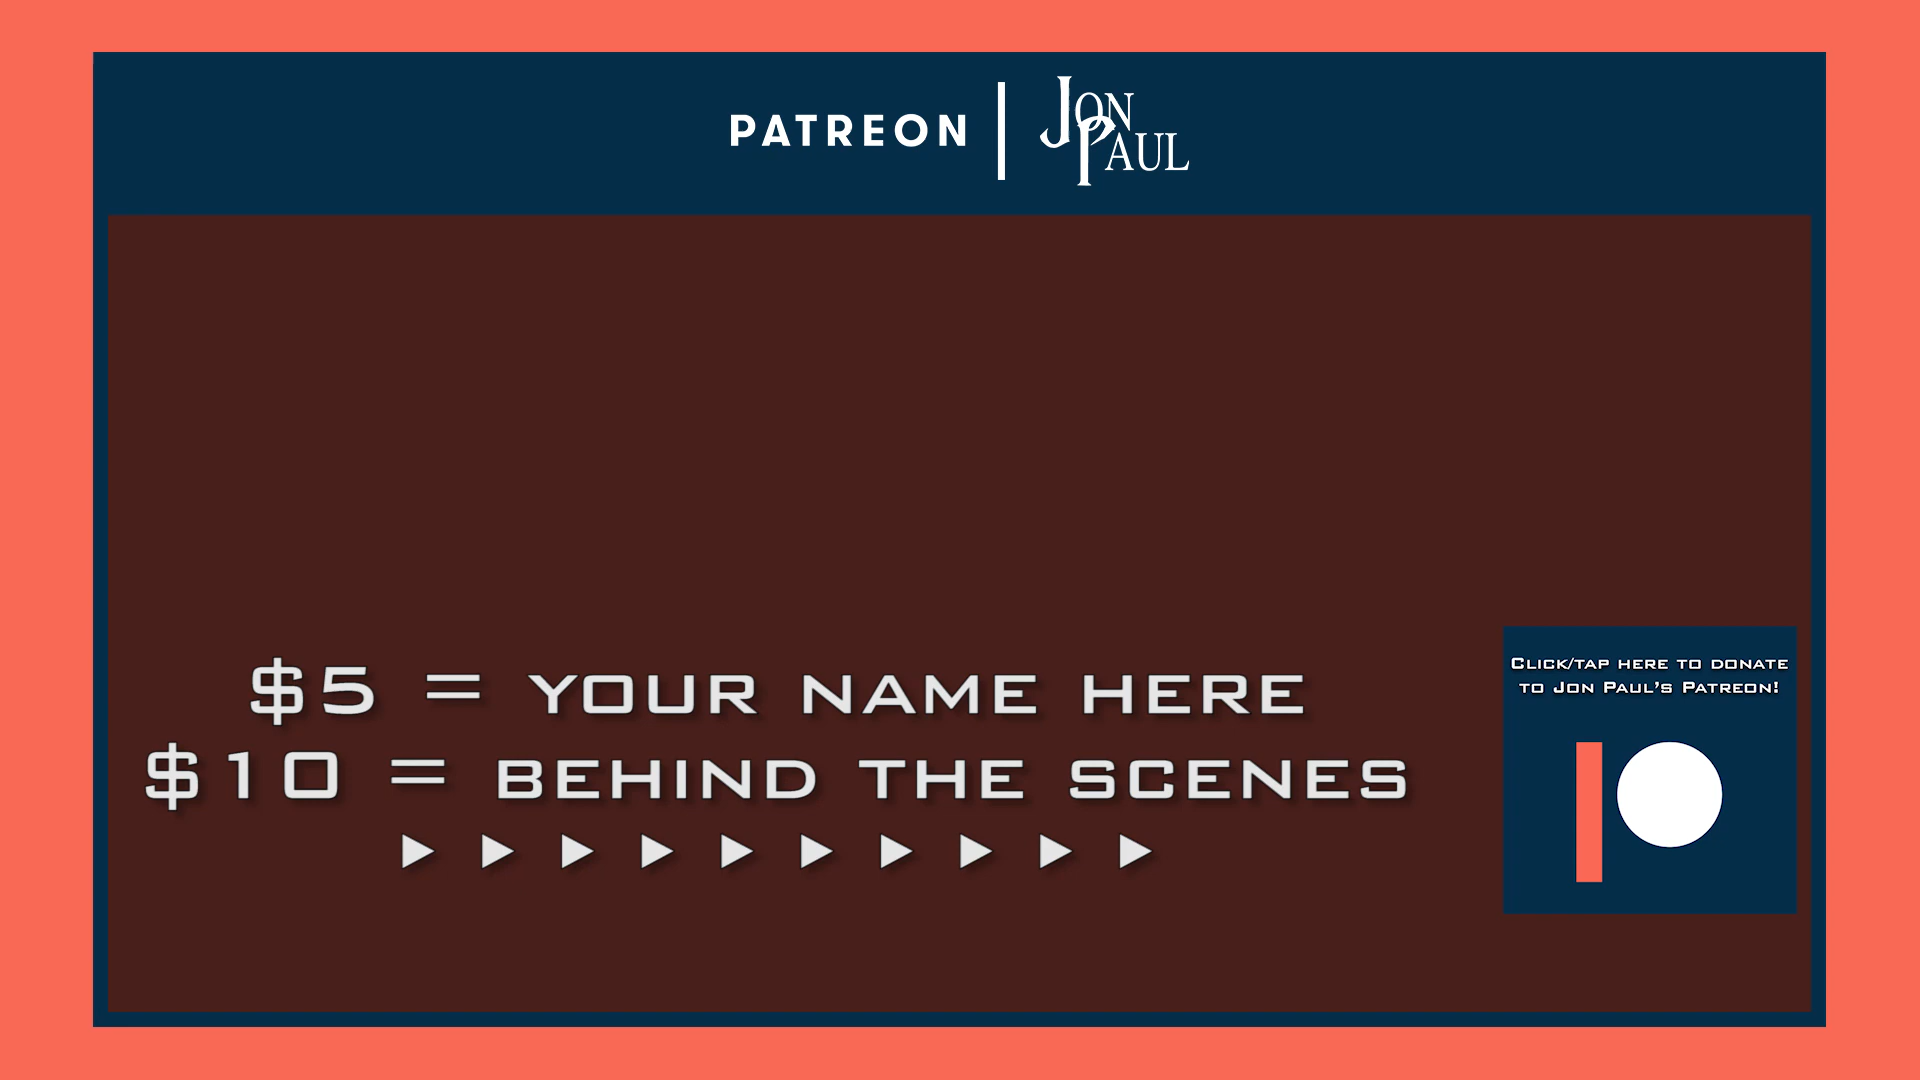 PATREON
JON
PAUL
$5 = YOUR NAME HERE
$10 = BEHIND THE SCENES
▶ ▶ ▶ ▶ ▶ ▶ ▶ ▶ ▶ ▶
CLICK/TAP HERE TO DONATE
TO JON PAUL'S PATREON!